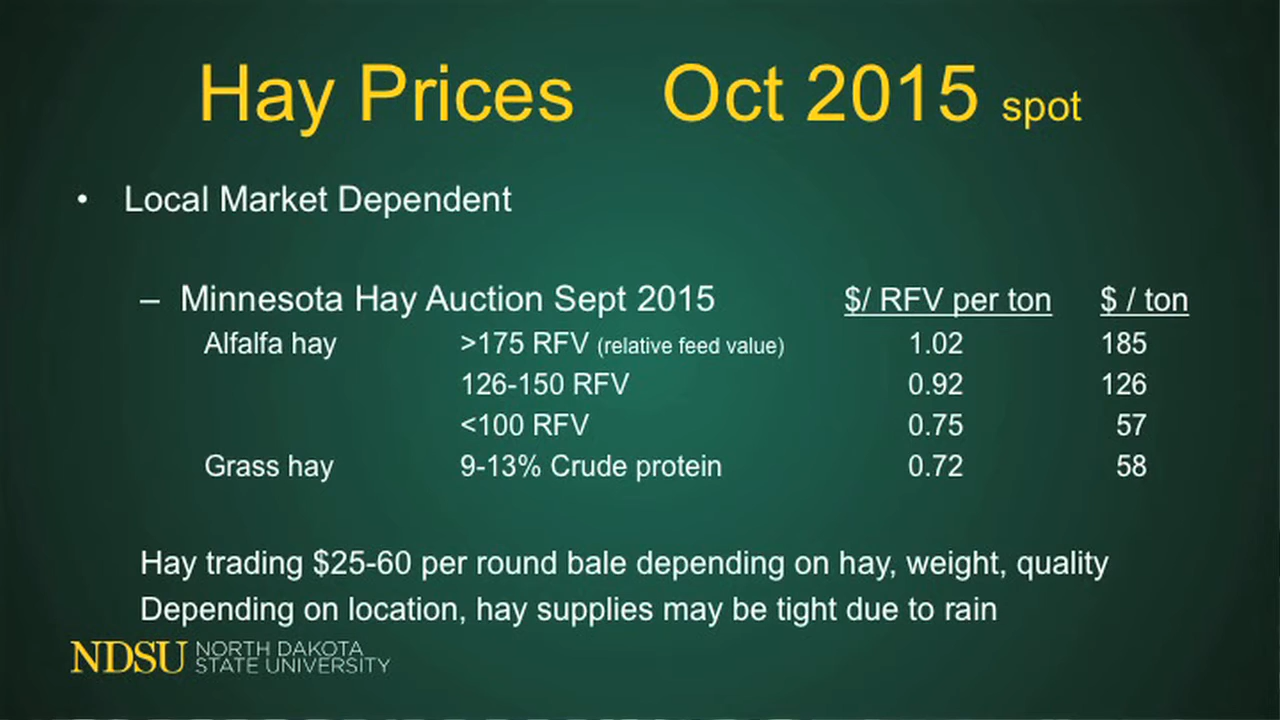 Hay Prices Oct 2015 spot
• Local Market Dependent
– Minnesota Hay Auction Sept 2015 $/ RFV per ton $ / ton
Alfalfa hay >175 RFV (relative feed value) 1.02 185
126-150 RFV 0.92 126
<100 RFV 0.75 57
Grass hay 9-13% Crude protein 0.72 58
Hay trading $25-60 per round bale depending on hay, weight, quality
Depending on location, hay supplies may be tight due to rain
NDSU NORTH DAKOTA
STATE UNIVERSITY